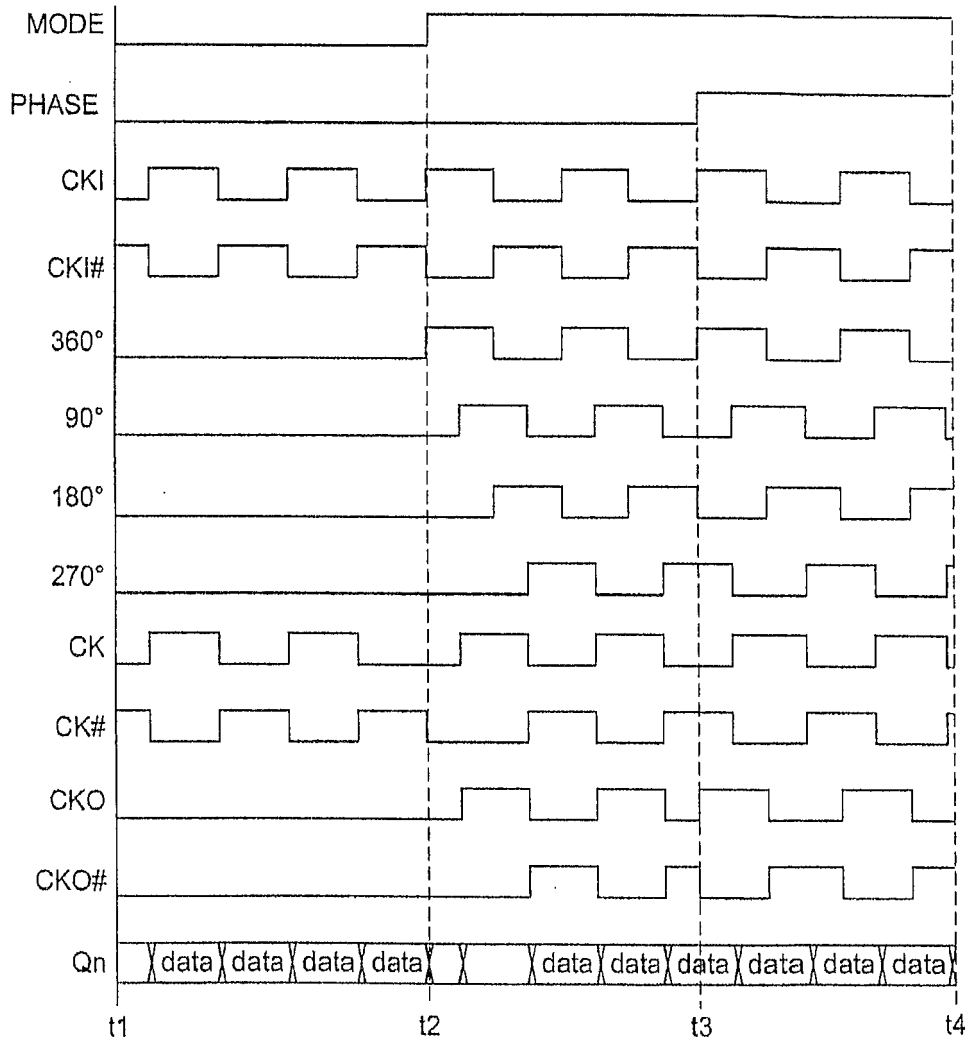 MODE
PHASE
CKI
CKI#
360°
90°
180°
270°
CK
CK#
CKO
CKO#
Qn data data data data data data data data data data
t1 t2 t3 t4